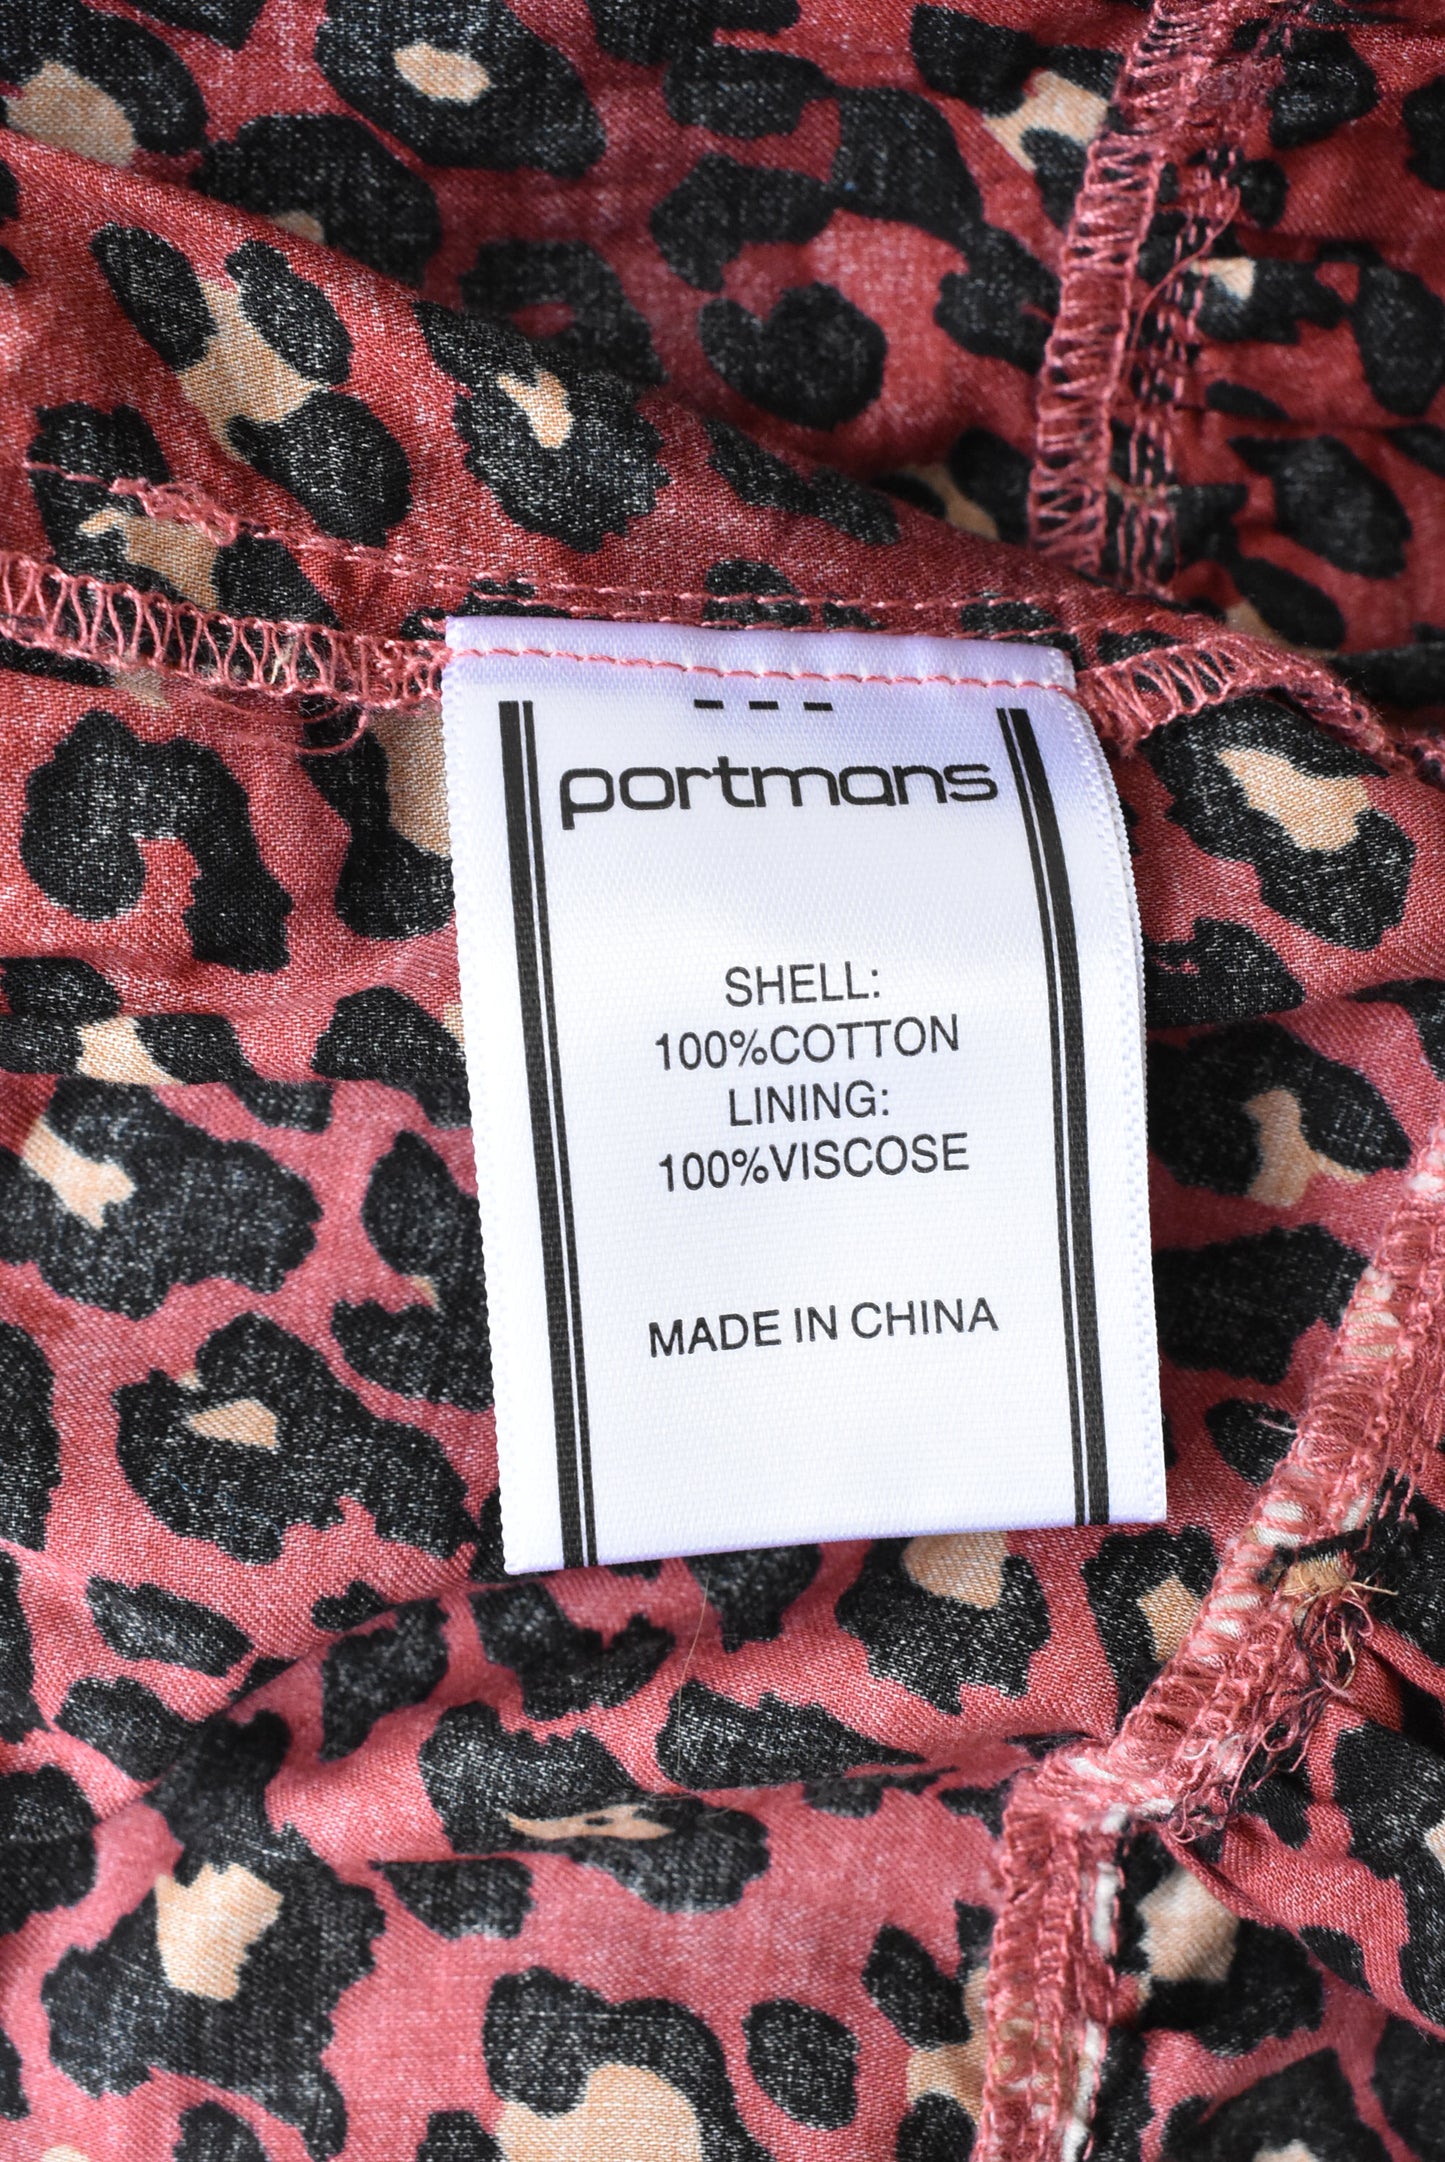 portmans
SHELL:
100%COTTON
LINING:
100%VISCOSE
MADE IN CHINA